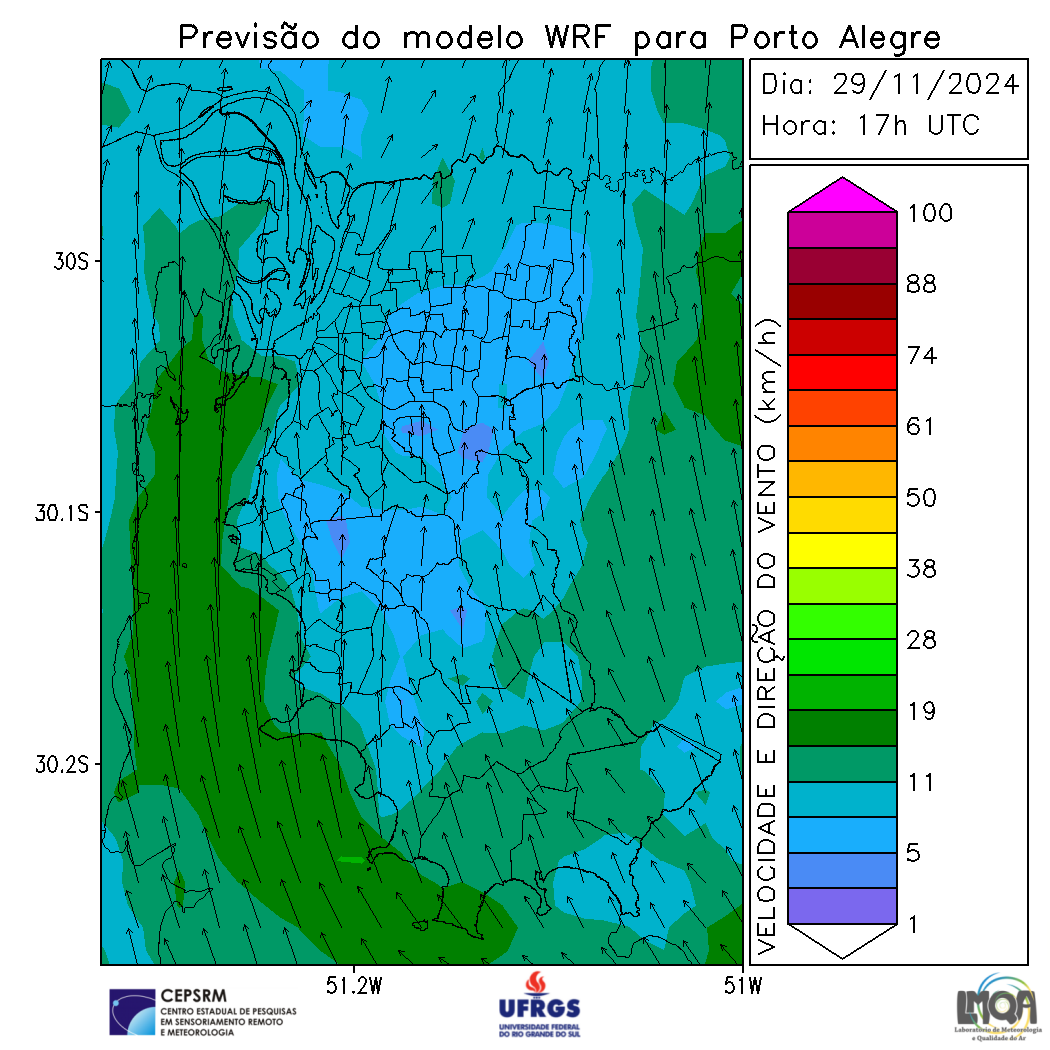 Previsão do modelo WRF para Porto Alegre
Dia: 29/11/2024
Hora: 17h UTC
30S
30.1S
30.2S
51.2W
51W
VELOCIDADE E DIREÇÃO DO VENTO (km/h)
100
88
74
61
50
38
28
19
11
5
1
CEPSRM
CENTRO ESTADUAL DE PESQUISAS
EM SENSORIAMENTO REMOTO
E METEOROLOGIA
UFRGS
UNIVERSIDADE FEDERAL
DO RIO GRANDE DO SUL
LMQA
Laboratório de Meteorologia
e Qualidade do Ar